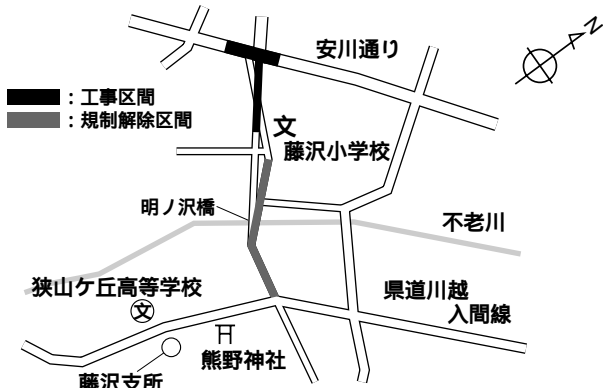 安川通り
N
：工事区間
：規制解除区間
文
藤沢小学校
明ノ沢橋
不老川
狭山ケ丘高等学校
文
県道川越
入間線
熊野神社
藤沢支所